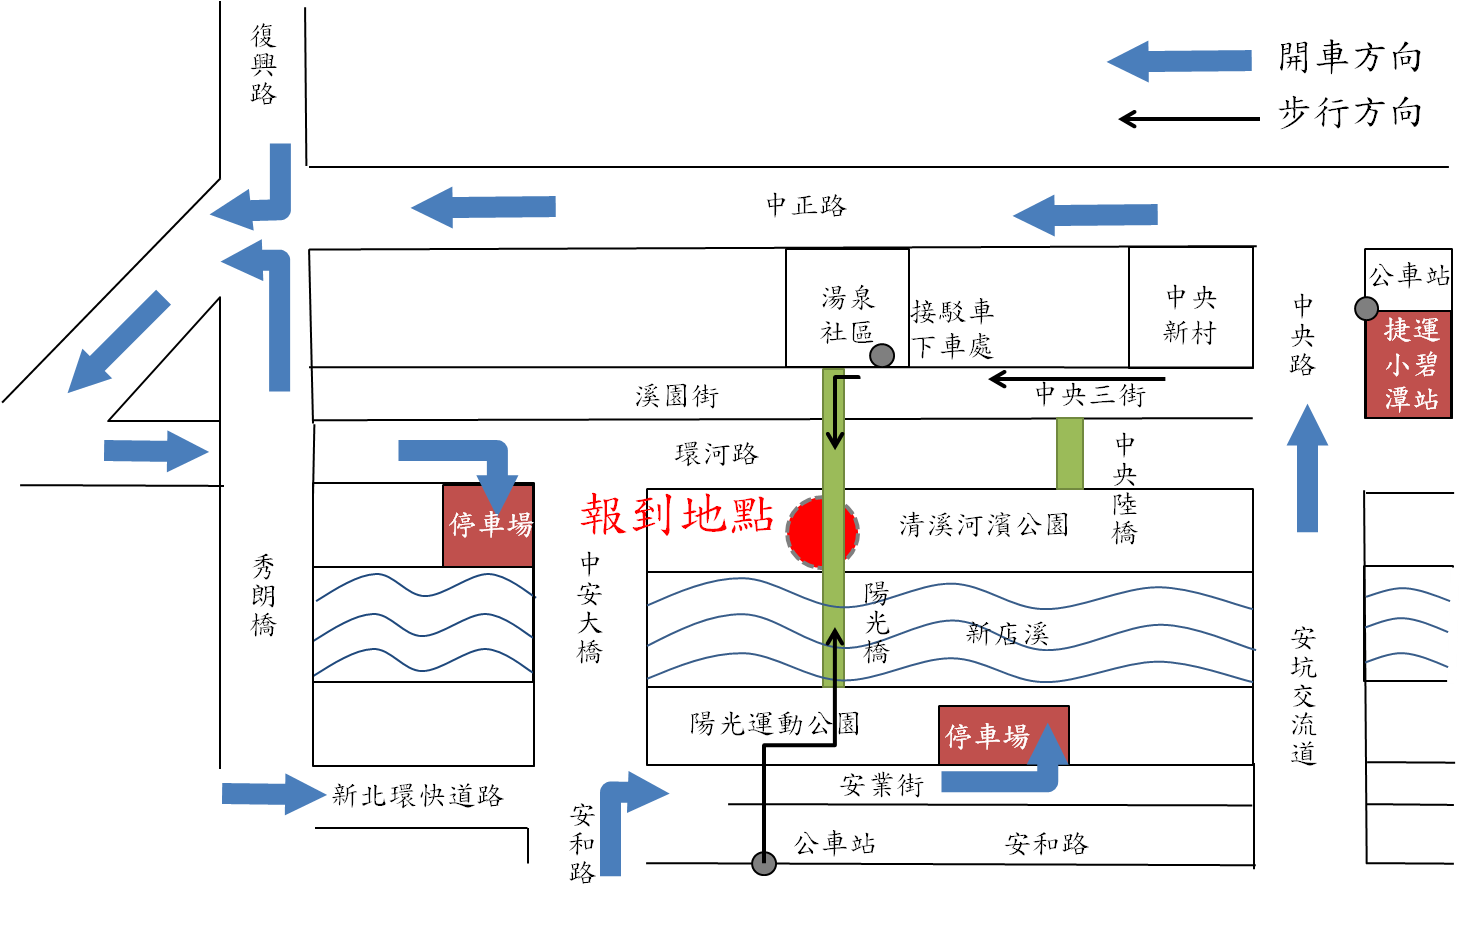 復興路
開車方向
步行方向
中正路
公車站
湯泉
社區
接駁車
下車處
中央
新村
中央路
捷運
小碧
潭站
溪園街
中央三街
環河路
中央陸橋
報到地點
停車場
清溪河濱公園
秀朗橋
中安大橋
陽光橋
新店溪
安坑交流道
陽光運動公園
停車場
新北環快道路
安業街
安和路
公車站
安和路